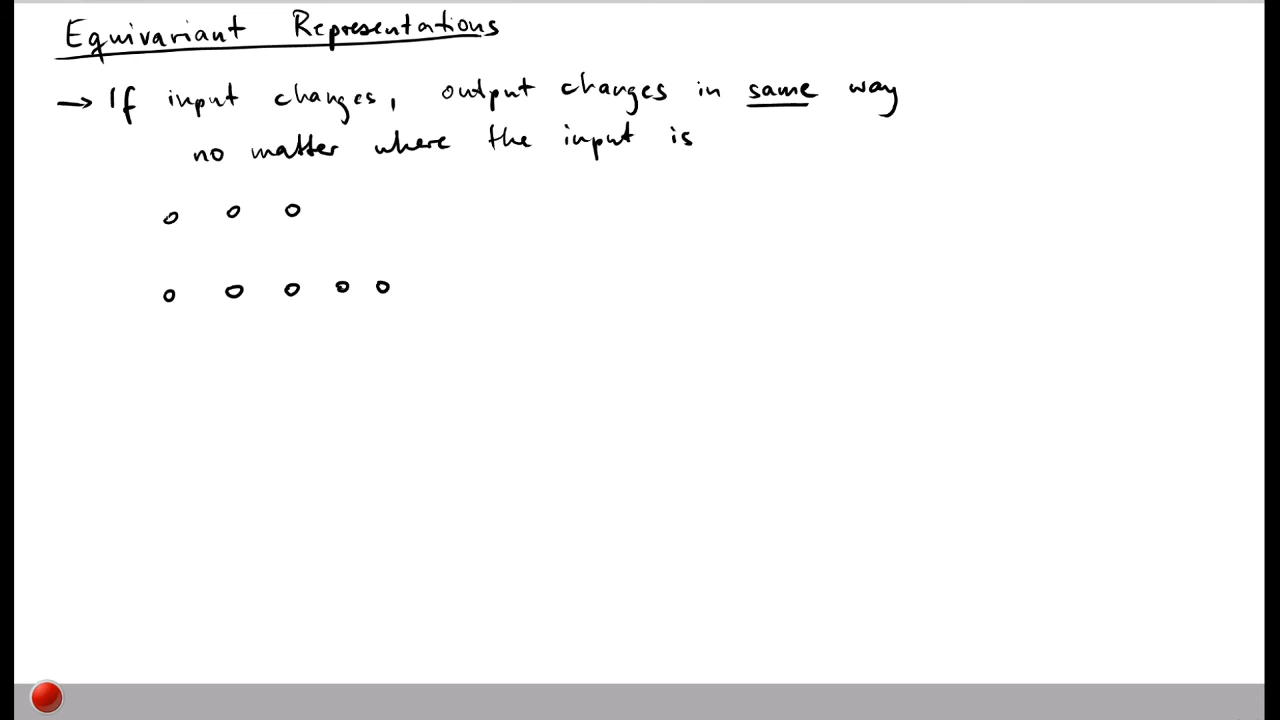 Equivariant Representations
→ If input changes, output changes in same way
no matter where the input is